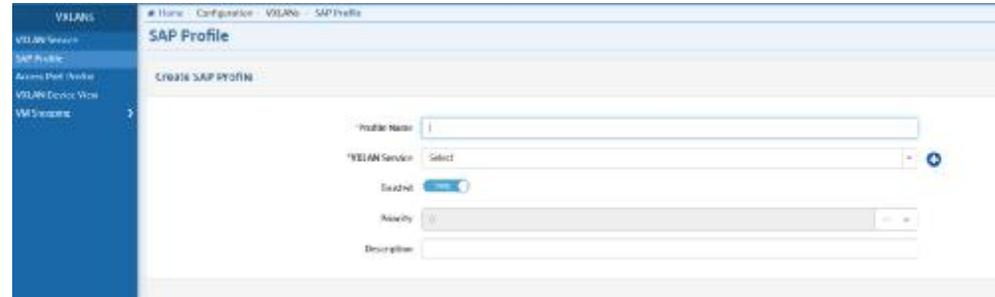 VXLANS
VXLAN Service
SAP Profile
Access Port Profile
VXLAN Device View
VM Snooping
Home Configuration VXLANs SAP Profile
SAP Profile
Create SAP Profile
*Profile Name
*VXLAN Service Select
Priority 0
Description